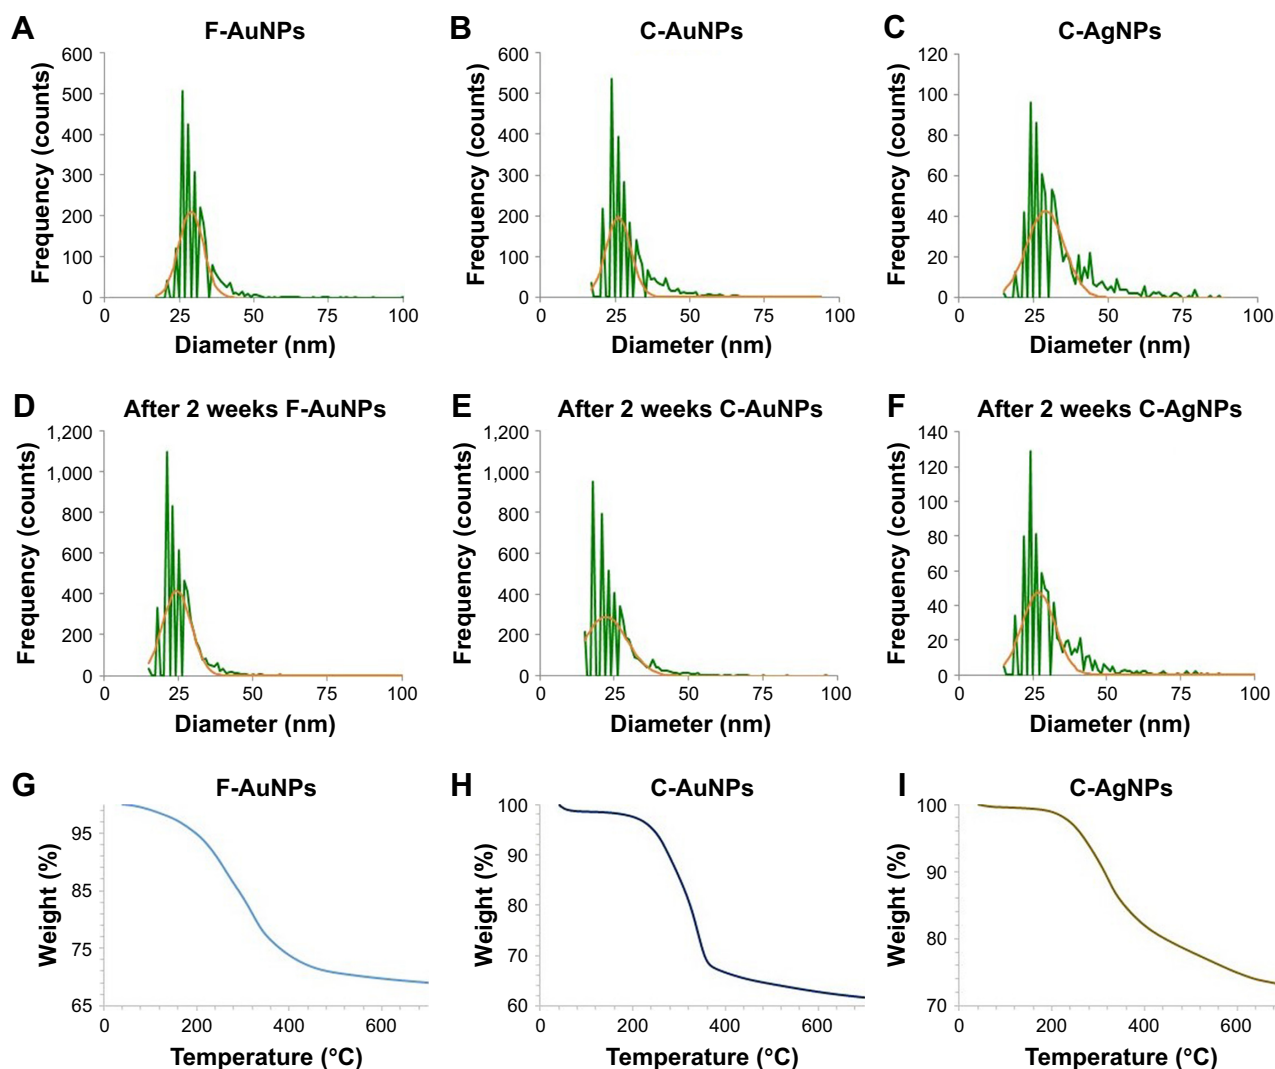 A
F-AuNPs
Frequency (counts)
600
500
400
300
200
100
0
0
25
50
75
100
Diameter (nm)
B
C-AuNPs
Frequency (counts)
600
500
400
300
200
100
0
0
25
50
75
100
Diameter (nm)
C
C-AgNPs
Frequency (counts)
120
100
80
60
40
20
0
0
25
50
75
100
Diameter (nm)
D
After 2 weeks F-AuNPs
Frequency (counts)
1,200
1,000
800
600
400
200
0
0
25
50
75
100
Diameter (nm)
E
After 2 weeks C-AuNPs
Frequency (counts)
1,200
1,000
800
600
400
200
0
0
25
50
75
100
Diameter (nm)
F
After 2 weeks C-AgNPs
Frequency (counts)
140
120
100
80
60
40
20
0
0
25
50
75
100
Diameter (nm)
G
F-AuNPs
Weight (%)
95
85
75
65
0
200
400
600
Temperature (°C)
H
C-AuNPs
Weight (%)
100
90
80
70
60
0
200
400
600
Temperature (°C)
I
C-AgNPs
Weight (%)
100
90
80
70
0
200
400
600
Temperature (°C)